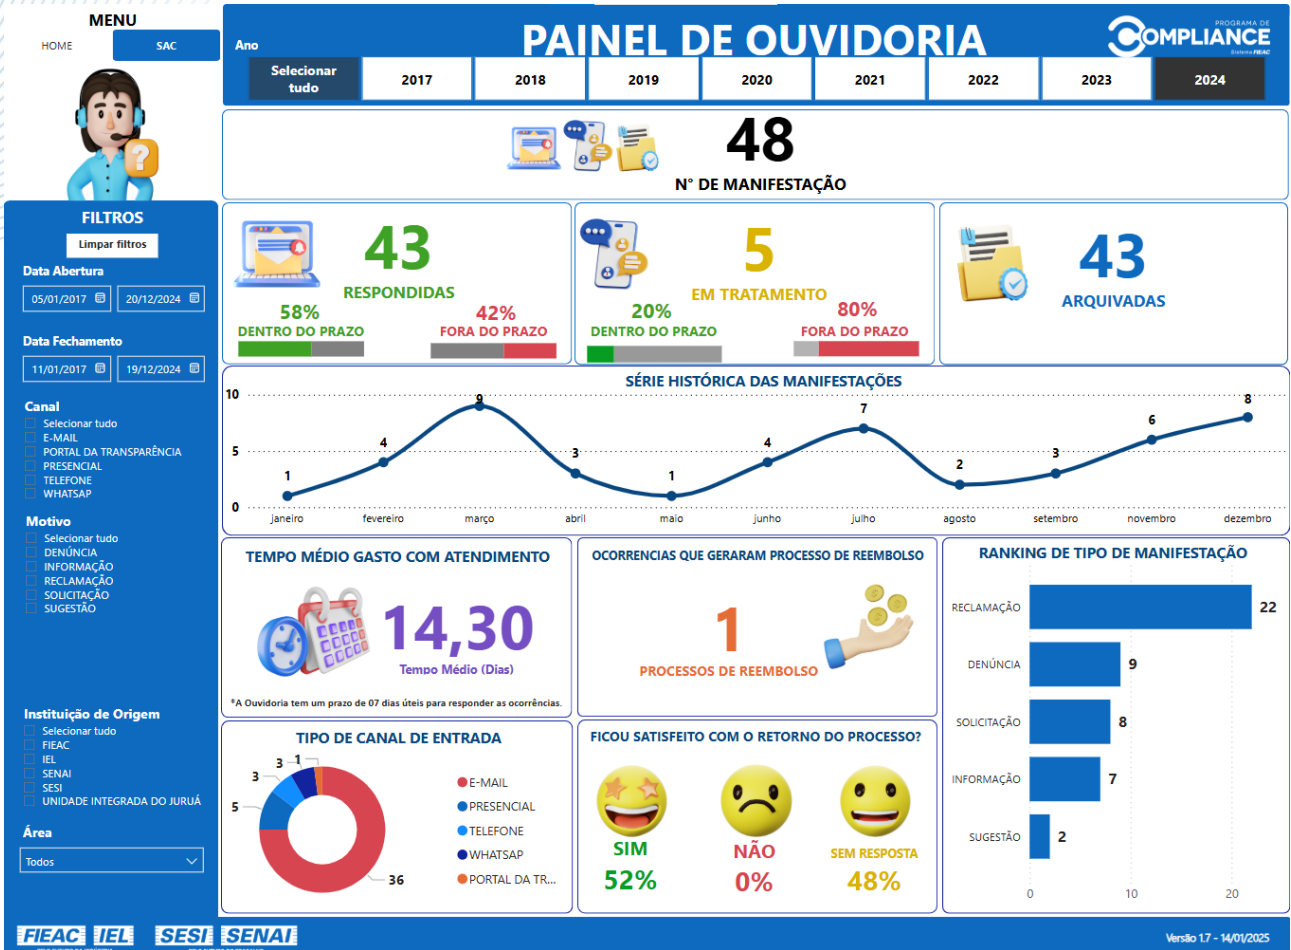 MENU
HOME
SAC
Ano
PAINEL DE OUVIDORIA
PROGRAMA DE
COMPLIANCE
Sistema FIEAC
Selecionar tudo
2017
2018
2019
2020
2021
2022
2023
2024
48
N° DE MANIFESTAÇÃO
FILTROS
Limpar filtros
Data Abertura
05/01/2017
20/12/2024
Data Fechamento
11/01/2017
19/12/2024
Canal
Selecionar tudo
E-MAIL
PORTAL DA TRANSPARÊNCIA
PRESENCIAL
TELEFONE
WHATSAP
Motivo
Selecionar tudo
DENÚNCIA
INFORMAÇÃO
RECLAMAÇÃO
SOLICITAÇÃO
SUGESTÃO
Instituição de Origem
Selecionar tudo
FIEAC
IEL
SENAI
SESI
UNIDADE INTEGRADA DO JURUÁ
Área
Todos
43
RESPONDIDAS
58%
DENTRO DO PRAZO
42%
FORA DO PRAZO
5
EM TRATAMENTO
20%
DENTRO DO PRAZO
80%
FORA DO PRAZO
43
ARQUIVADAS
SÉRIE HISTÓRICA DAS MANIFESTAÇÕES
10
5
0
1
4
9
3
1
4
7
2
3
6
8
janeiro
fevereiro
março
abril
maio
junho
julho
agosto
setembro
novembro
dezembro
TEMPO MÉDIO GASTO COM ATENDIMENTO
14,30
Tempo Médio (Dias)
*A Ouvidoria tem um prazo de 07 dias úteis para responder as ocorrências.
OCORRENCIAS QUE GERARAM PROCESSO DE REEMBOLSO
1
PROCESSOS DE REEMBOLSO
RANKING DE TIPO DE MANIFESTAÇÃO
RECLAMAÇÃO
22
DENÚNCIA
9
SOLICITAÇÃO
8
INFORMAÇÃO
7
SUGESTÃO
2
0
10
20
TIPO DE CANAL DE ENTRADA
1
3
3
5
36
E-MAIL
PRESENCIAL
TELEFONE
WHATSAP
PORTAL DA TR...
FICOU SATISFEITO COM O RETORNO DO PROCESSO?
SIM
52%
NÃO
0%
SEM RESPOSTA
48%
FIEAC IEL SESI SENAI
Versão 1.7 - 14/01/2025